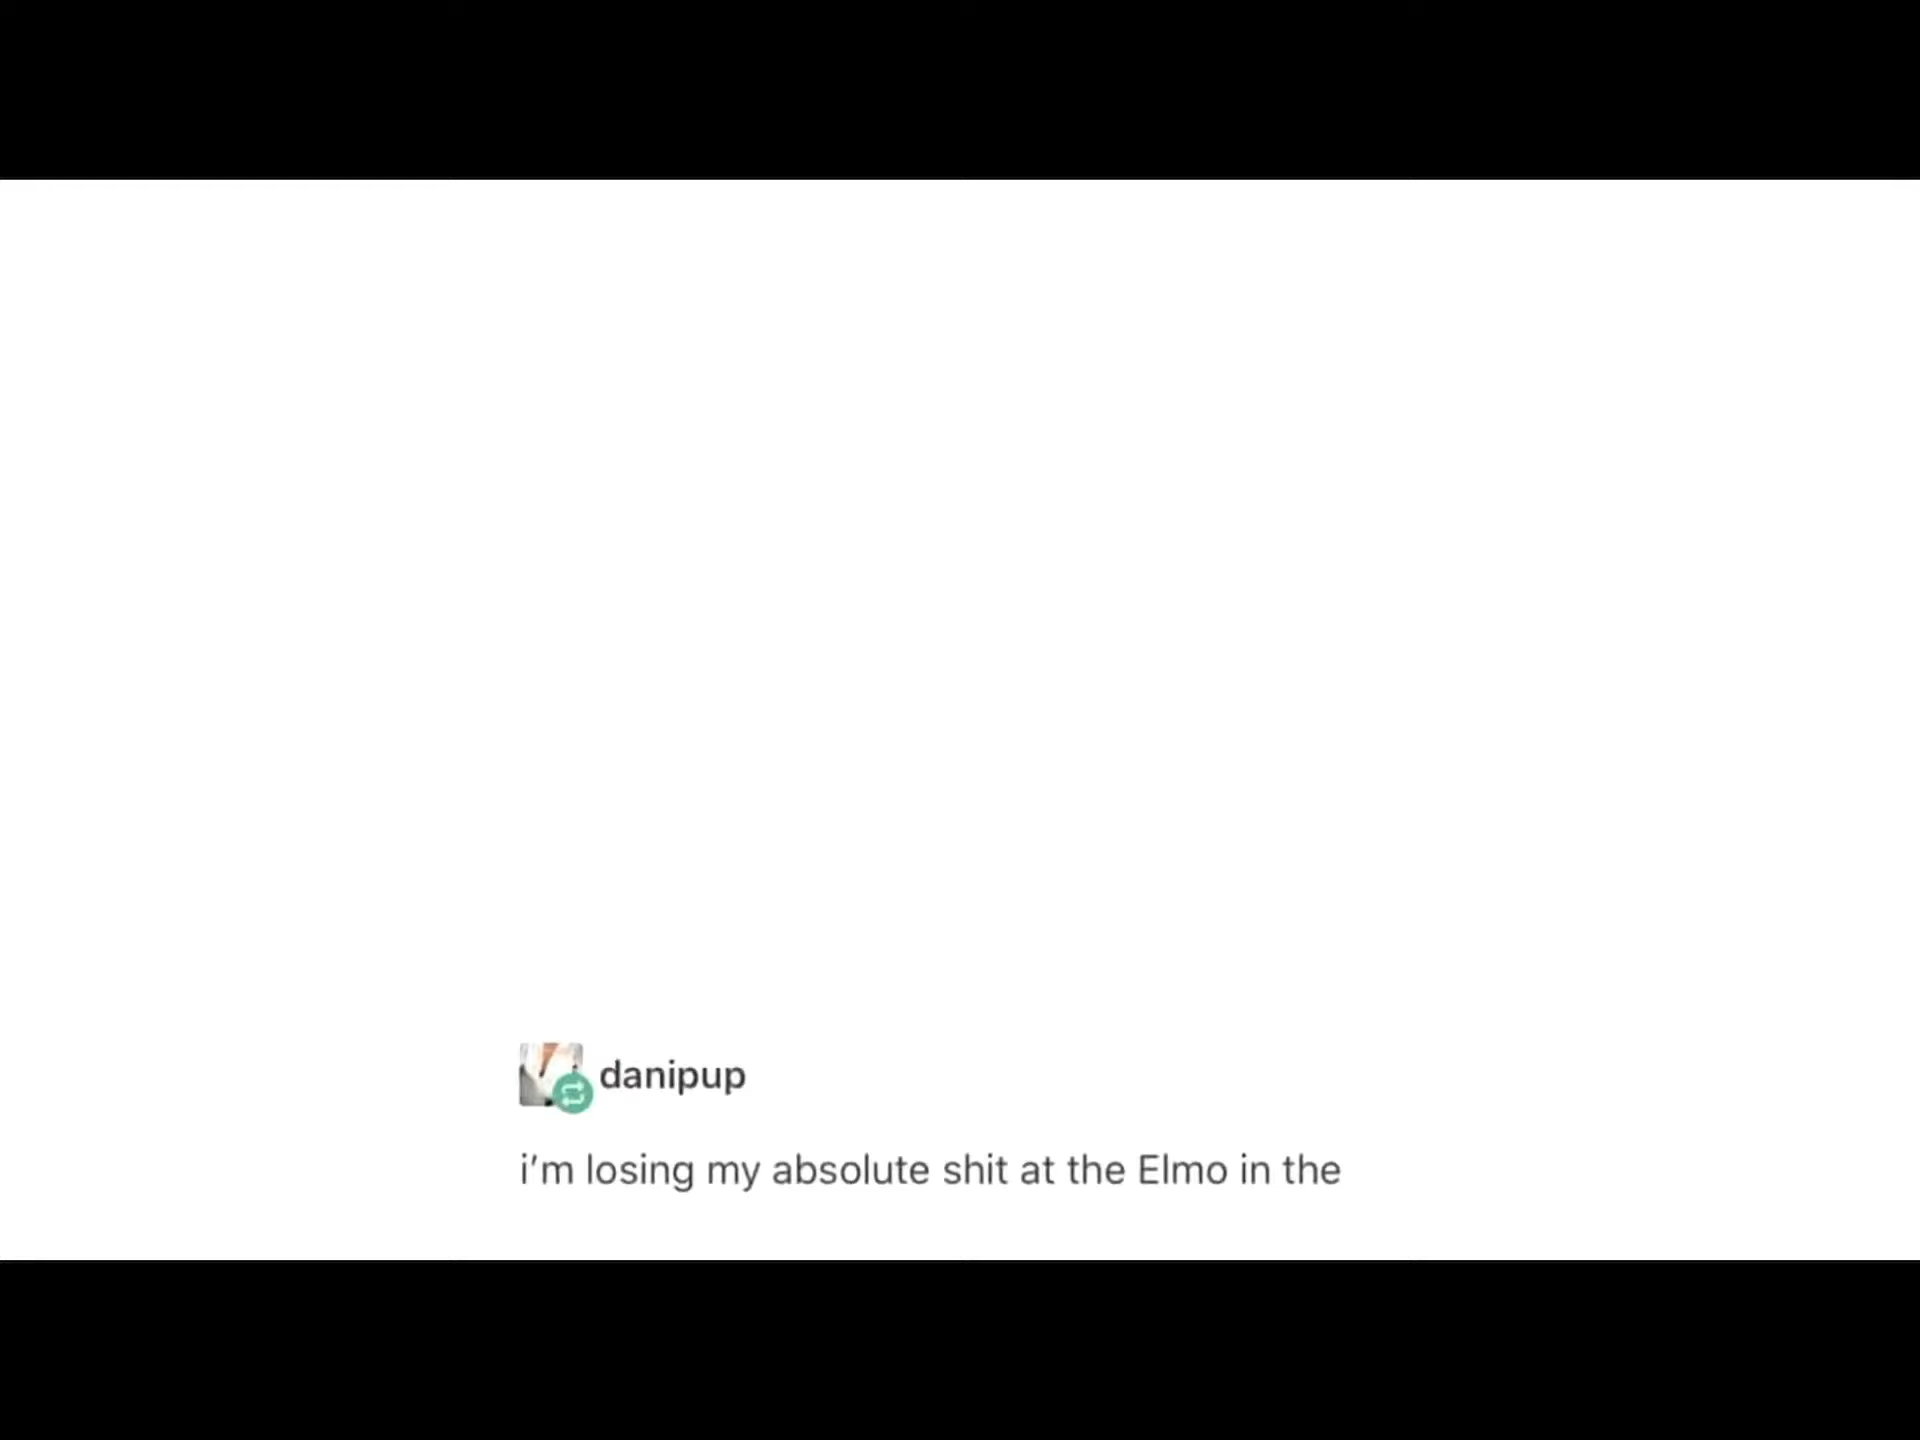 danipup
i’m losing my absolute shit at the Elmo in the